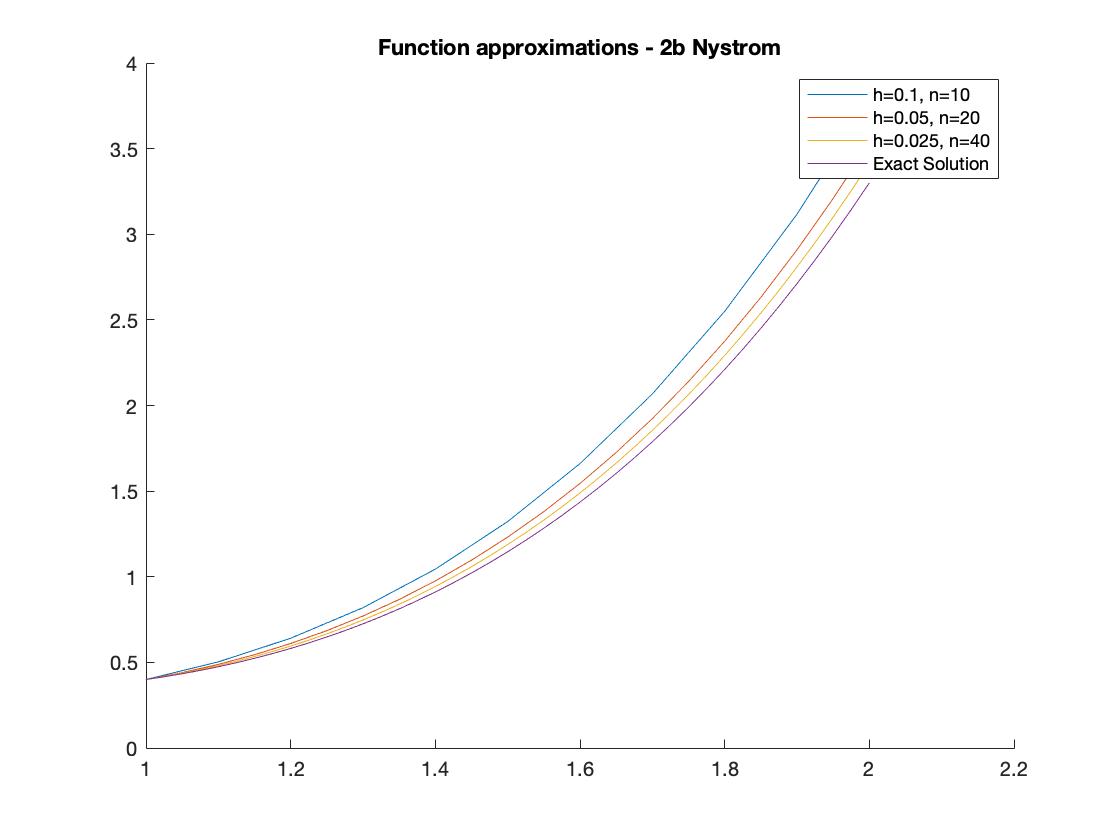 Function approximations - 2b Nystrom
4
3.5
3
2.5
2
1.5
1
0.5
0
h=0.1, n=10
h=0.05, n=20
h=0.025, n=40
Exact Solution
1 1.2 1.4 1.6 1.8 2 2.2